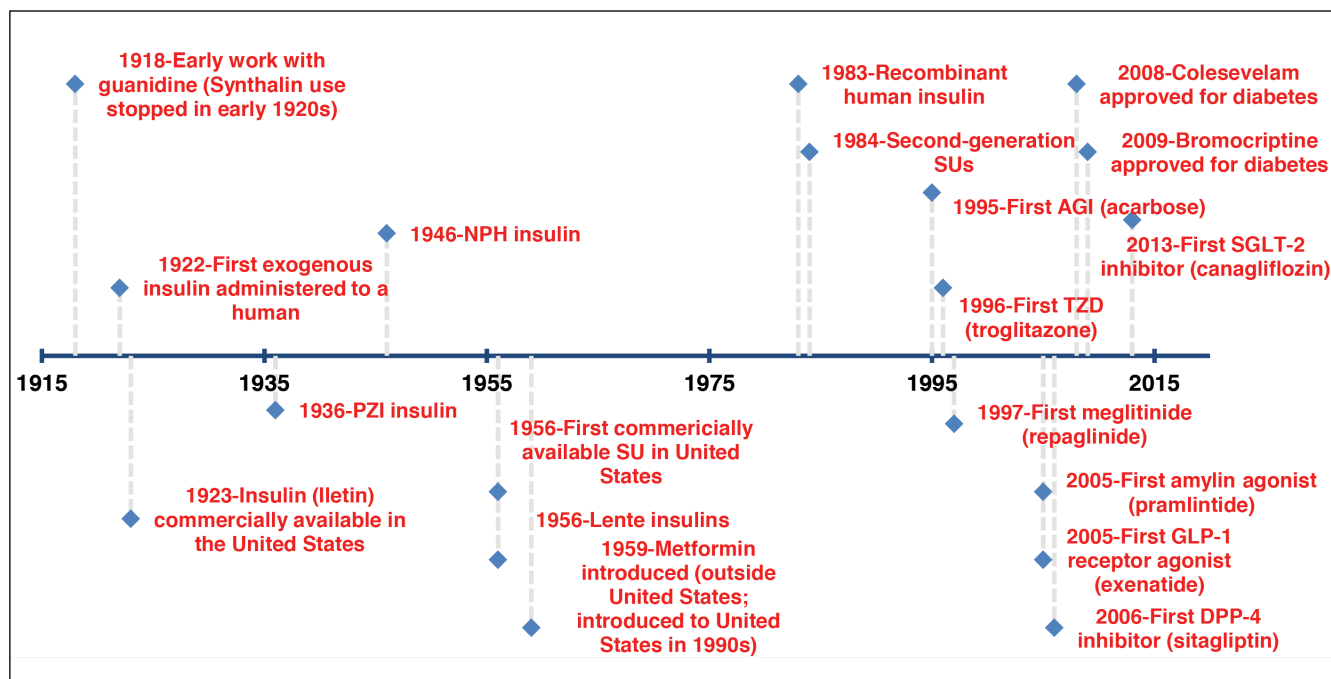 1918-Early work with
guanidine (Synthalin use
stopped in early 1920s)
1983-Recombinant
human insulin
2008-Colesevelam
approved for diabetes
1984-Second-generation
SUs
2009-Bromocriptine
approved for diabetes
1995-First AGI (acarbose)
1946-NPH insulin
2013-First SGLT-2
inhibitor (canagliflozin)
1922-First exogenous
insulin administered to a
human
1996-First TZD
(troglitazone)
1915
1935
1955
1975
1995
2015
1936-PZI insulin
1997-First meglitinide
(repaglinide)
1956-First commericially
available SU in United
States
2005-First amylin agonist
(pramlintide)
1923-Insulin (Iletin)
commercially available in
the United States
1956-Lente insulins
2005-First GLP-1
receptor agonist
(exenatide)
1959-Metformin
introduced (outside
United States;
introduced to United
States in 1990s)
2006-First DPP-4
inhibitor (sitagliptin)